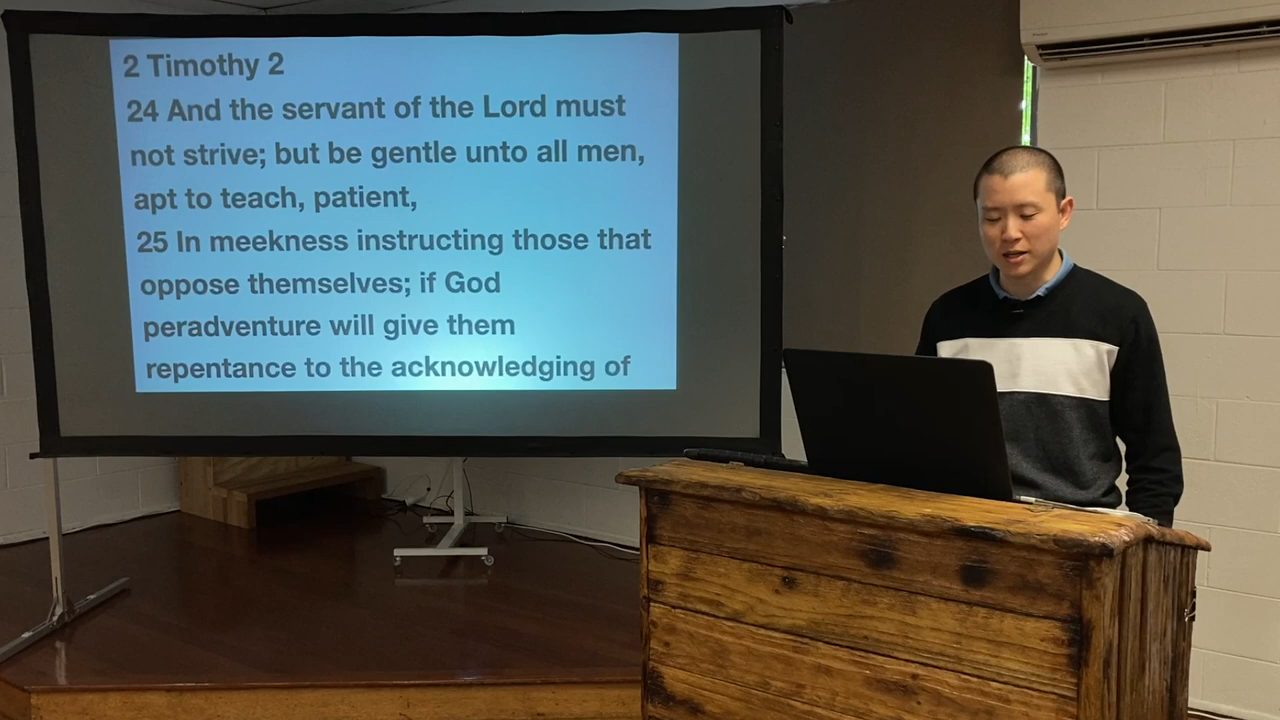 2 Timothy 2
24 And the servant of the Lord must
not strive; but be gentle unto all men,
apt to teach, patient,
25 In meekness instructing those that
oppose themselves; if God
peradventure will give them
repentance to the acknowledging of